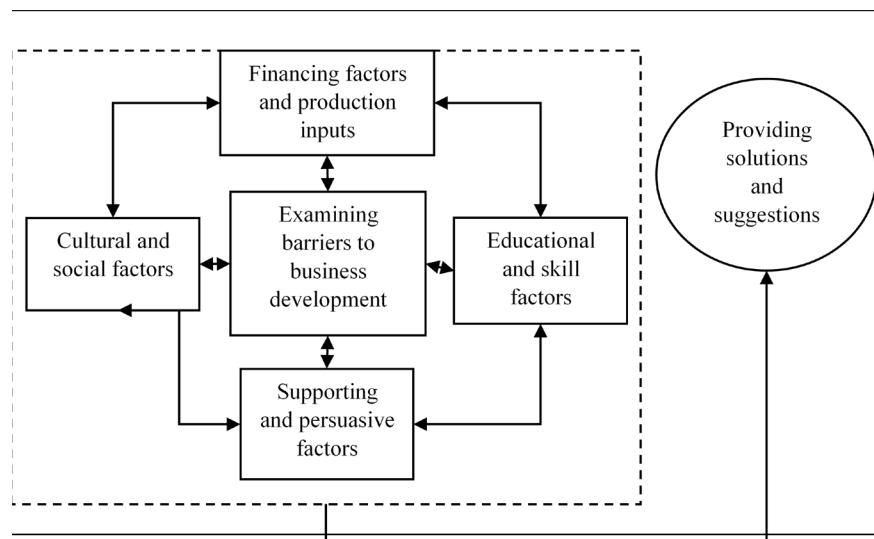 Financing factors
and production
inputs
Providing
solutions
and
suggestions
Cultural and
social factors
Examining
barriers to
business
development
Educational
and skill
factors
Supporting
and persuasive
factors